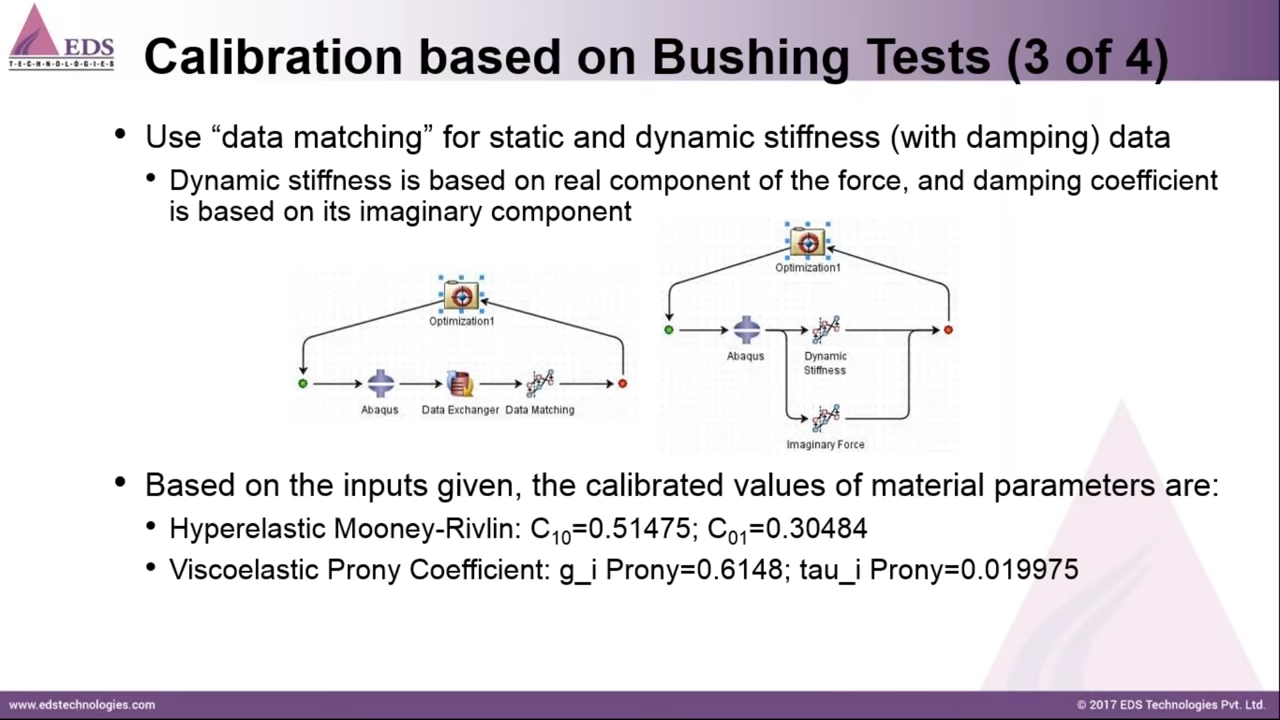 EDS
T·E·C·H·N·O·L·O·G·I·E·S
Calibration based on Bushing Tests (3 of 4)
• Use “data matching” for static and dynamic stiffness (with damping) data
• Dynamic stiffness is based on real component of the force, and damping coefficient
is based on its imaginary component
Optimization1
Abaqus
Data Exchanger
Data Matching
Optimization1
Abaqus
Dynamic
Stiffness
Imaginary Force
• Based on the inputs given, the calibrated values of material parameters are:
• Hyperelastic Mooney-Rivlin: C₁₀=0.51475; C₀₁=0.30484
• Viscoelastic Prony Coefficient: g_i Prony=0.6148; tau_i Prony=0.019975
www.edstechnologies.com
© 2017 EDS Technologies Pvt. Ltd.